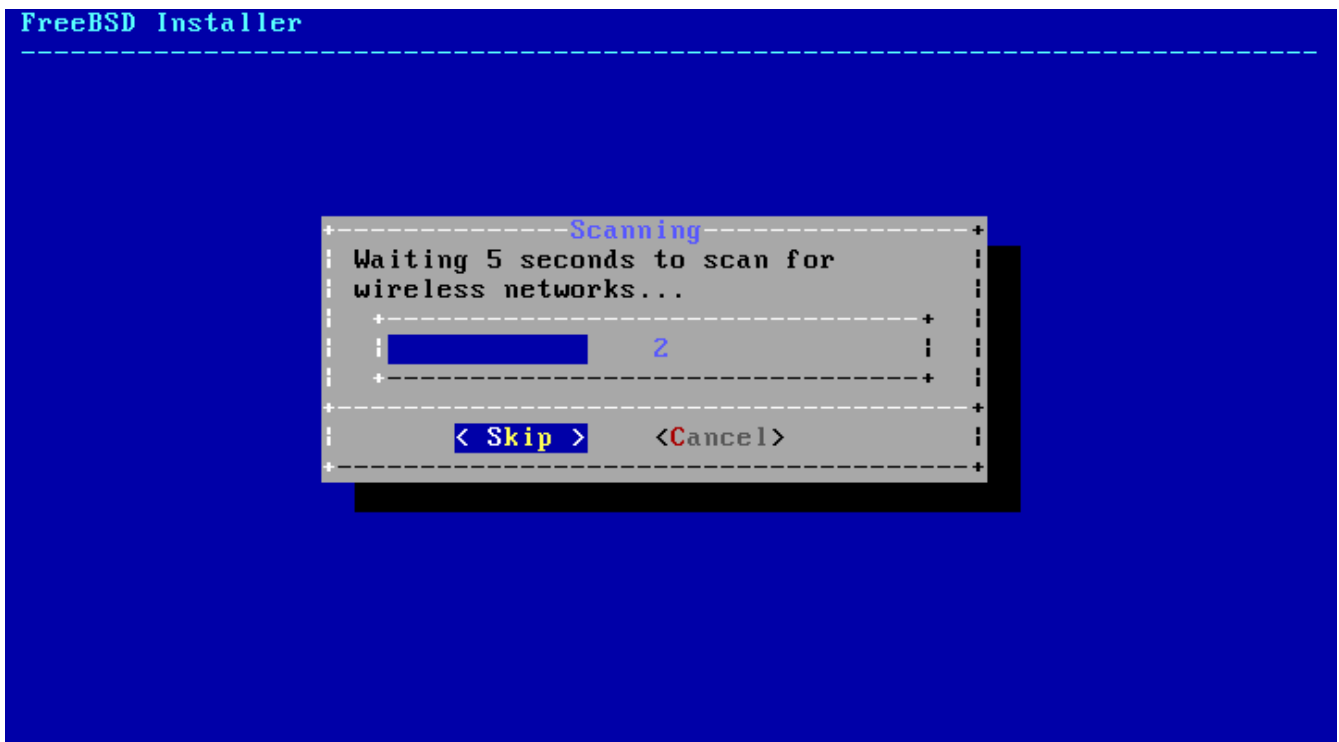 FreeBSD Installer
Scanning
Waiting 5 seconds to scan for
wireless networks...
2
< Skip > <Cancel>